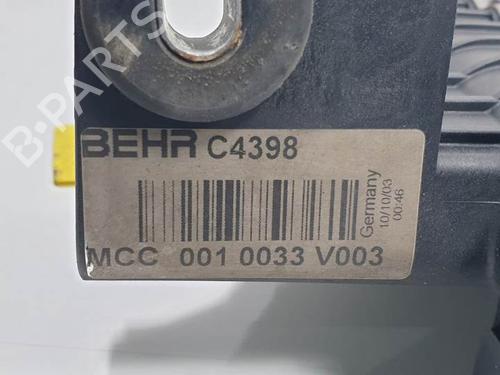 B-PARTS
BEHR C4398
Germany
10/10/03
00:46
MCC 001 0033 V003